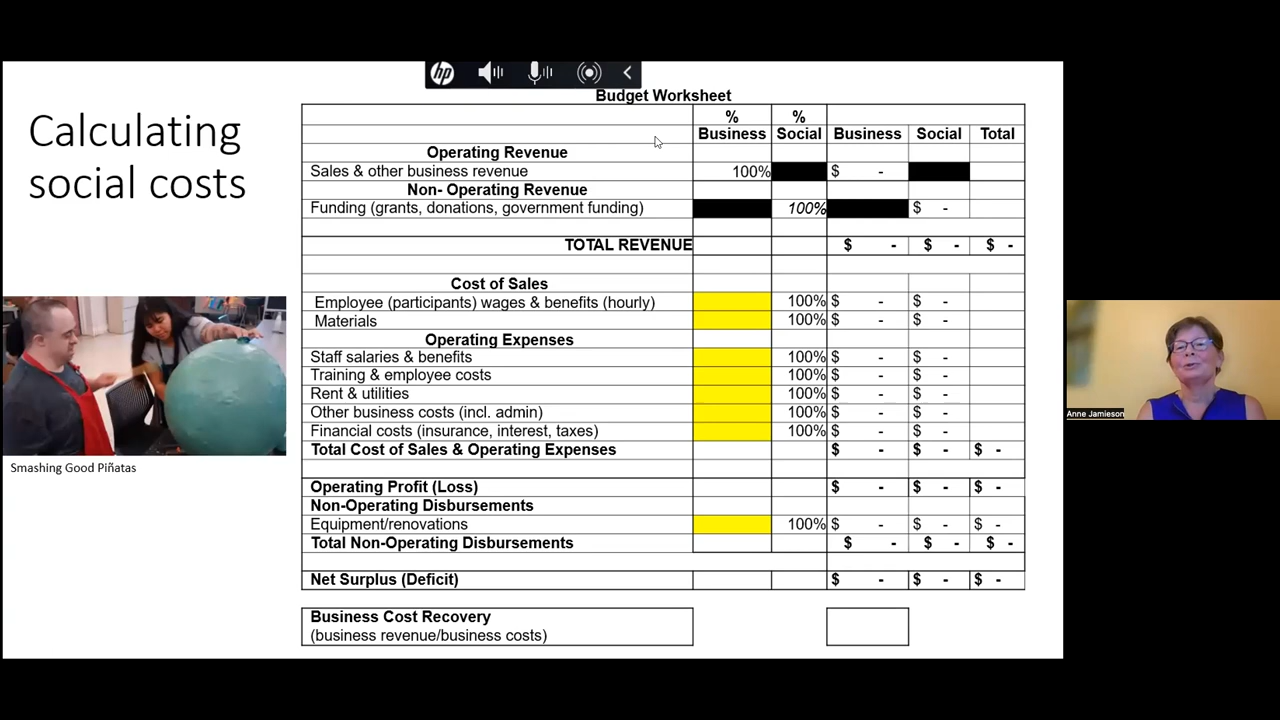 hp
Calculating
social costs
Budget Worksheet
% %
Business Social Business Social Total
Operating Revenue
Sales & other business revenue 100% $ -
Non- Operating Revenue
Funding (grants, donations, government funding) 100% $ -
TOTAL REVENUE $ - $ - $ -
Cost of Sales
Employee (participants) wages & benefits (hourly) 100% $ - $ -
Materials 100% $ - $ -
Operating Expenses
Staff salaries & benefits 100% $ - $ -
Training & employee costs 100% $ - $ -
Rent & utilities 100% $ - $ -
Other business costs (incl. admin) 100% $ - $ -
Financial costs (insurance, interest, taxes) 100% $ - $ -
Total Cost of Sales & Operating Expenses $ - $ - $ -
Operating Profit (Loss) $ - $ - $ -
Non-Operating Disbursements
Equipment/renovations 100% $ - $ - $ -
Total Non-Operating Disbursements $ - $ - $ -
Net Surplus (Deficit) $ - $ - $ -
Business Cost Recovery
(business revenue/business costs)
Smashing Good Piñatas
Anne Jamieson